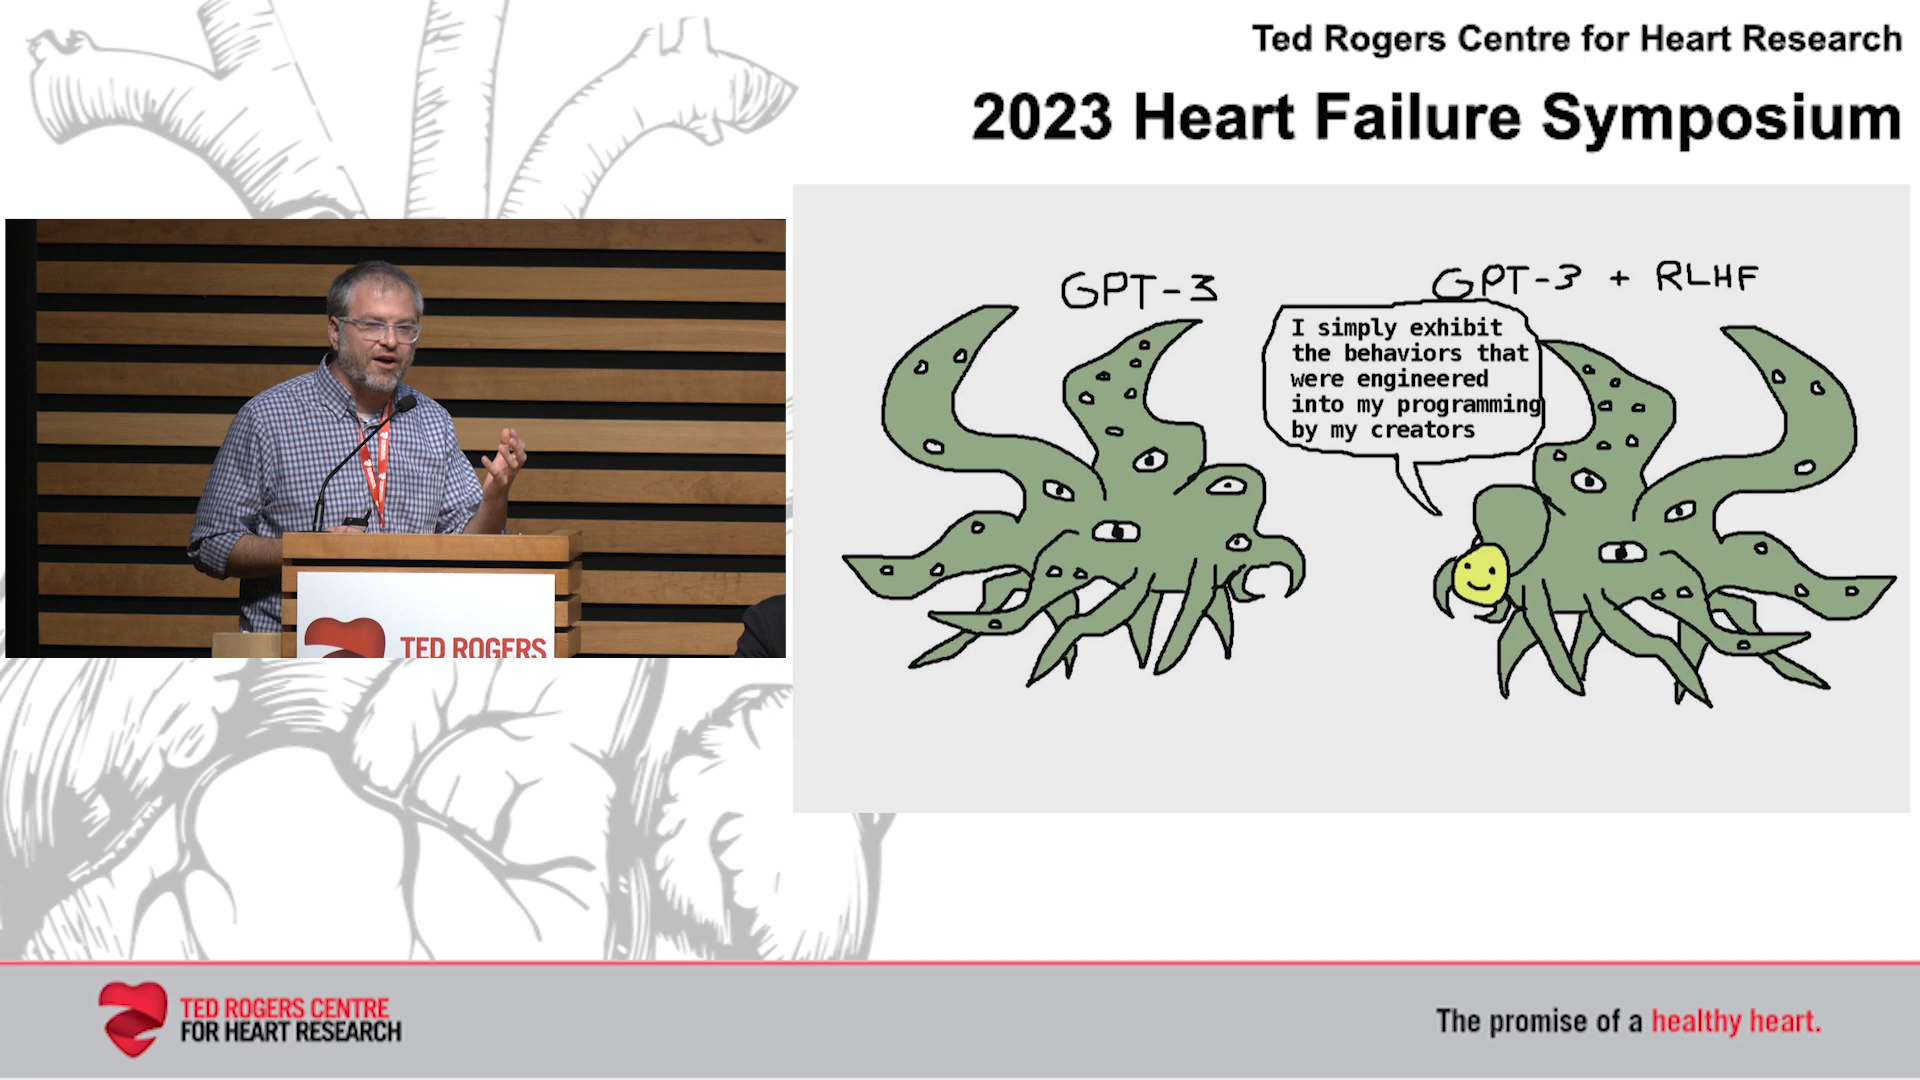 Ted Rogers Centre for Heart Research
2023 Heart Failure Symposium
GPT-3
GPT-3 + RLHF
I simply exhibit
the behaviors that
were engineered
into my programming
by my creators
TED ROGERS
TED ROGERS CENTRE
FOR HEART RESEARCH
The promise of a healthy heart.